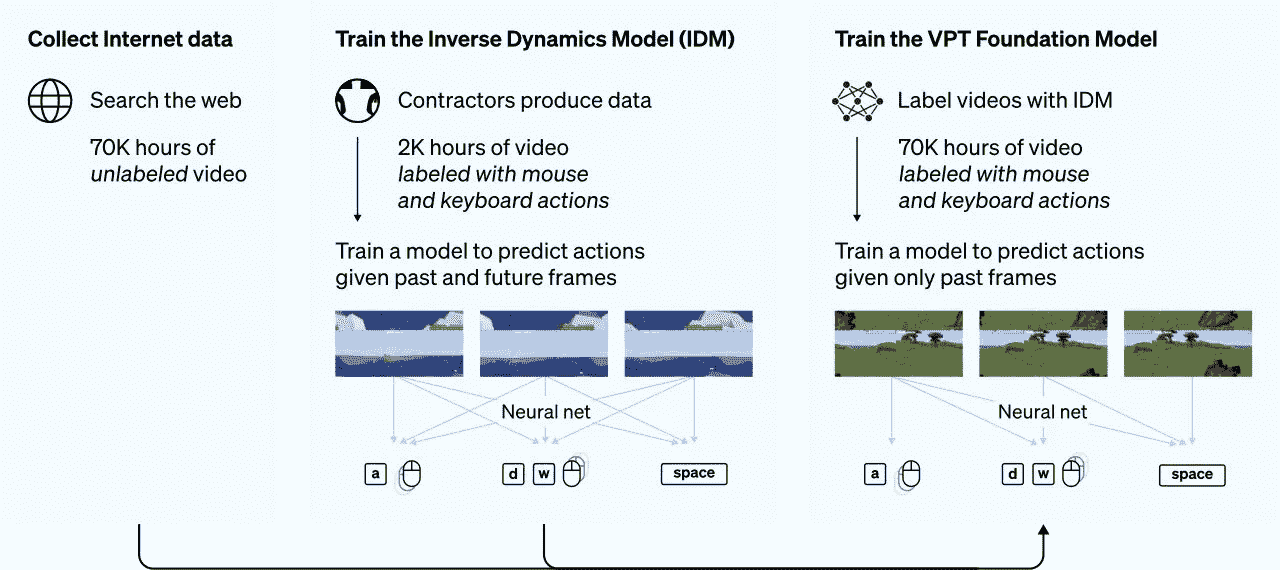 Collect Internet data
Search the web
70K hours of
unlabeled video
Train the Inverse Dynamics Model (IDM)
Contractors produce data
2K hours of video
labeled with mouse
and keyboard actions
Train a model to predict actions
given past and future frames
Neural net
a
d w
space
Train the VPT Foundation Model
Label videos with IDM
70K hours of video
labeled with mouse
and keyboard actions
Train a model to predict actions
given only past frames
Neural net
a
d w
space